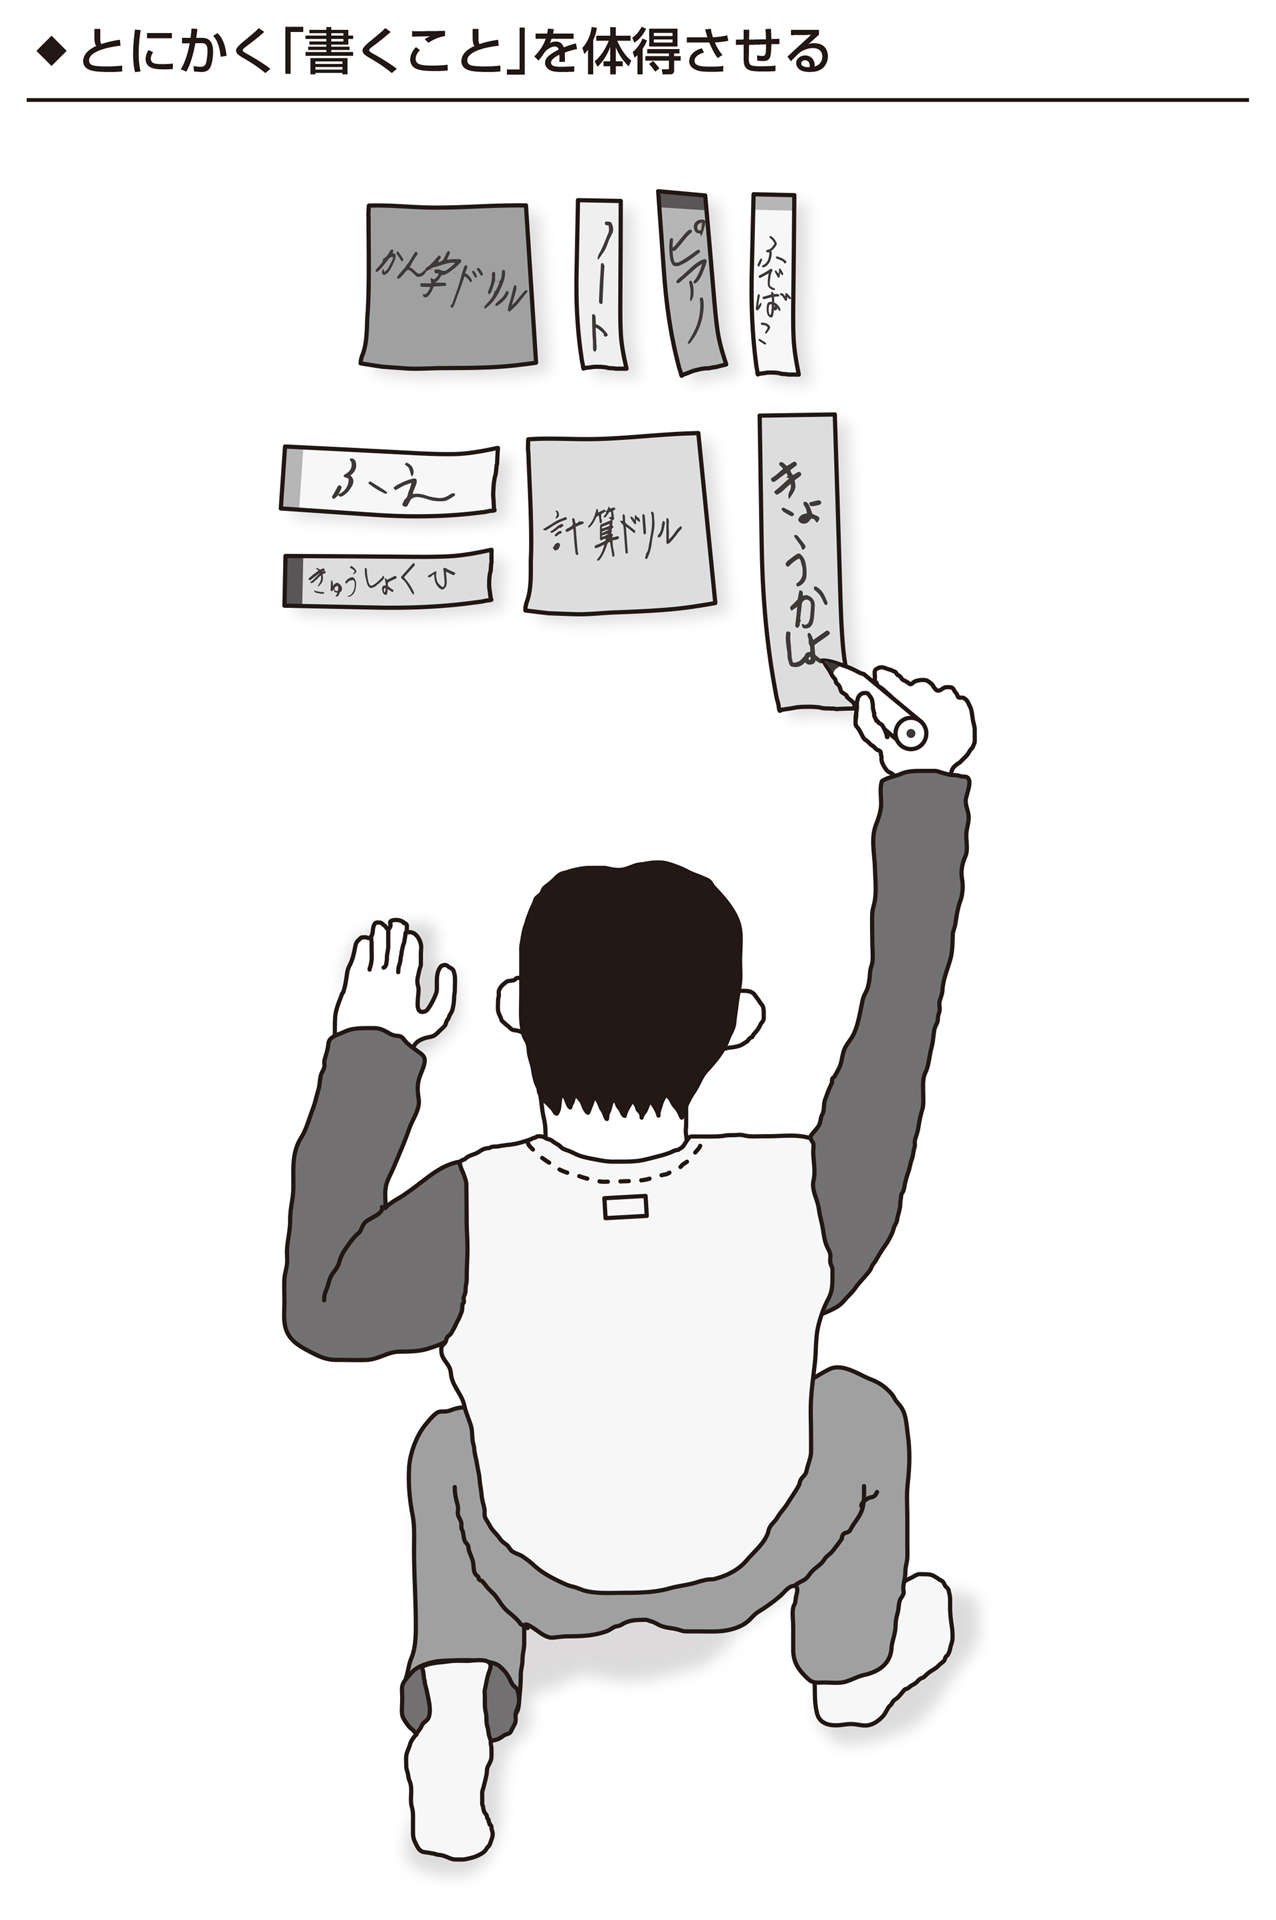 ◆とにかく「書くこと」を体得させる
かん字ドリル
ノート
ピアノ
ふでばこ
ふえ
きゅうしょくひ
計算ドリル
きょうかしょ